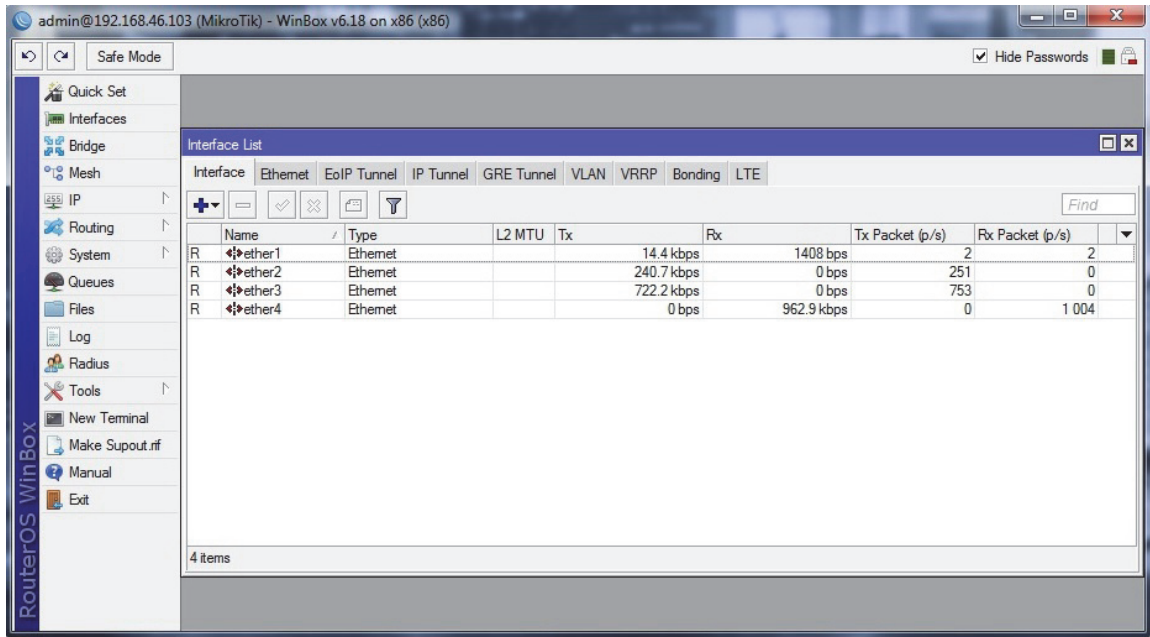 admin@192.168.46.103 (MikroTik) - WinBox v6.18 on x86 (x86)
Safe Mode
Hide Passwords
Quick Set
Interfaces
Bridge
Mesh
255 IP
Routing
System
Queues
Files
Log
Radius
Tools
New Terminal
Make Supout.rif
Manual
Exit
RouterOS WinBox
Interface List
Interface Ethernet EoIP Tunnel IP Tunnel GRE Tunnel VLAN VRRP Bonding LTE
Find
Name Type L2 MTU Tx Rx Tx Packet (p/s) Rx Packet (p/s)
R ether1 Ethernet 14.4 kbps 1408 bps 2 2
R ether2 Ethernet 240.7 kbps 0 bps 251 0
R ether3 Ethernet 722.2 kbps 0 bps 753 0
R ether4 Ethernet 0 bps 962.9 kbps 0 1 004
4 items